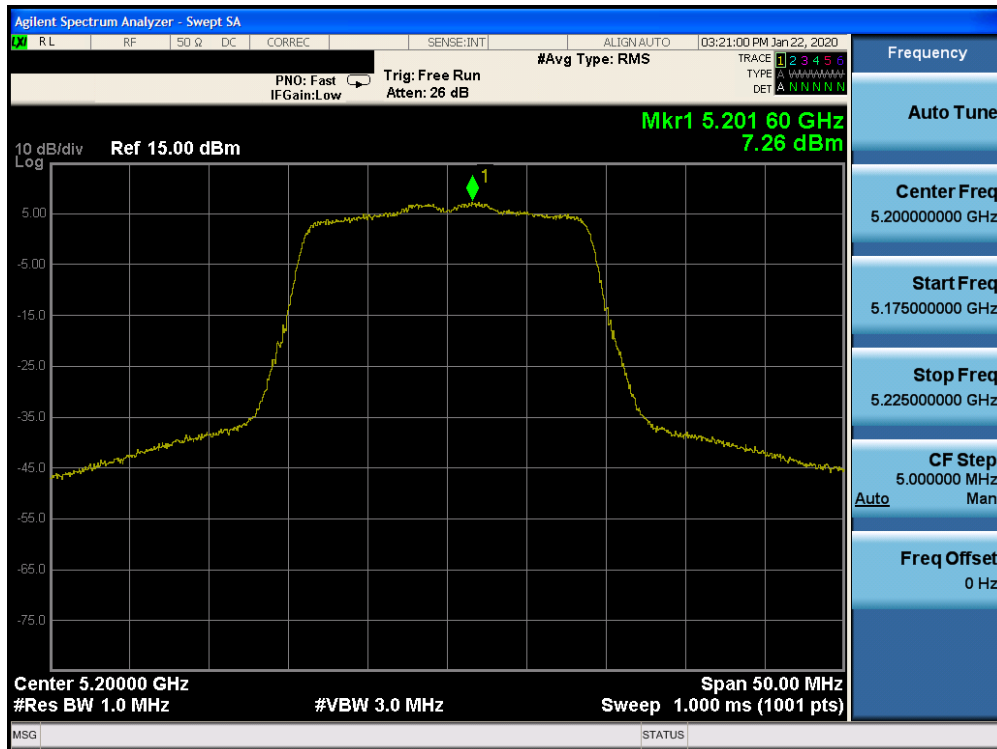 Agilent Spectrum Analyzer - Swept SA
LXI RL RF 50 Ω DC CORREC SENSE:INT ALIGN AUTO 03:21:00 PM Jan 22, 2020
Frequency
#Avg Type: RMS
TRACE 1 2 3 4 5 6
PNO: Fast Trig: Free Run
TYPE A WWWWW
IFGain:Low Atten: 26 dB
DET A N N N N N
Auto Tune
Mkr1 5.201 60 GHz
7.26 dBm
10 dB/div Ref 15.00 dBm
Log
1
Center Freq
5.200000000 GHz
5.00
-5.00
Start Freq
5.175000000 GHz
-15.0
-25.0
Stop Freq
5.225000000 GHz
-35.0
-45.0
CF Step
5.000000 MHz
Auto Man
-55.0
-65.0
Freq Offset
0 Hz
-75.0
Center 5.20000 GHz Span 50.00 MHz
#Res BW 1.0 MHz #VBW 3.0 MHz Sweep 1.000 ms (1001 pts)
MSG STATUS